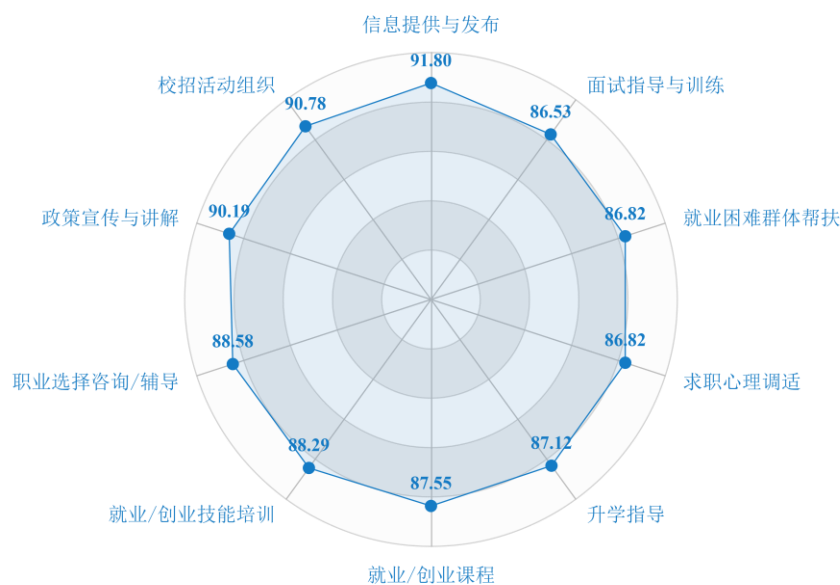 信息提供与发布
91.80
校招活动组织
90.78
面试指导与训练
86.53
政策宣传与讲解
90.19
就业困难群体帮扶
86.82
职业选择咨询/辅导
88.58
求职心理调适
86.82
就业/创业技能培训
88.29
升学指导
87.12
87.55
就业/创业课程